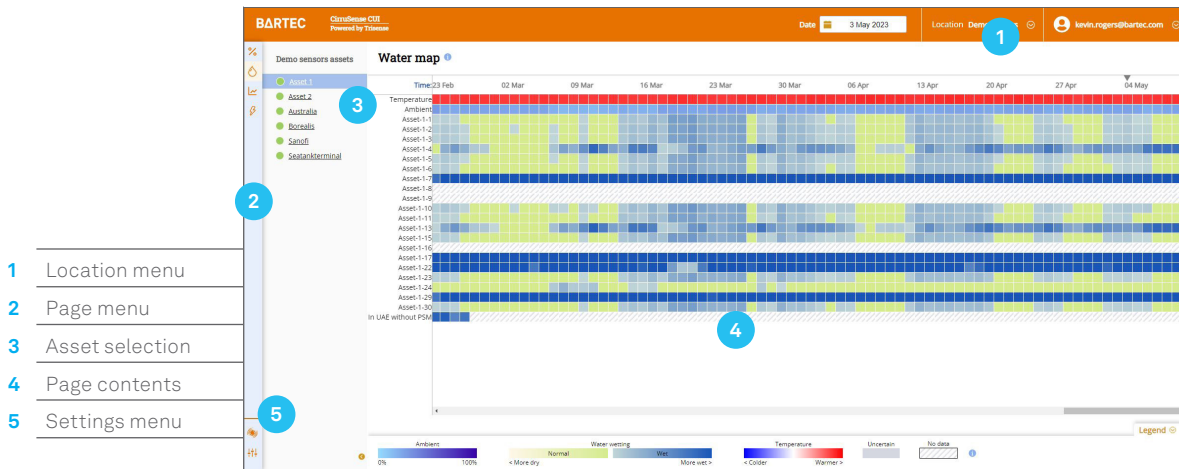 BARTEC
CirruSense CUI
Powered by Trisense
Date 3 May 2023
Location
kevin.rogers@bartec.com
1
Demo sensors assets
Asset 1
Asset 2
Australia
Borealis
Sanofi
Seatankterminal
3
2
5
Water map
Time: 23 Feb 02 Mar 09 Mar 16 Mar 23 Mar 30 Mar 06 Apr 13 Apr 20 Apr 27 Apr 04 May
Temperature
Ambient
Asset-1-1
Asset-1-2
Asset-1-3
Asset-1-4
Asset-1-5
Asset-1-6
Asset-1-7
Asset-1-8
Asset-1-9
Asset-1-10
Asset-1-11
Asset-1-13
Asset-1-15
Asset-1-16
Asset-1-17
Asset-1-22
Asset-1-23
Asset-1-24
Asset-1-29
Asset-1-30
in UAE without PSM
4
Legend
Ambient
0% 100%
Water wetting
Normal Wet
< More dry More wet >
Temperature
< Colder Warmer >
Uncertain
No data
1 Location menu
2 Page menu
3 Asset selection
4 Page contents
5 Settings menu